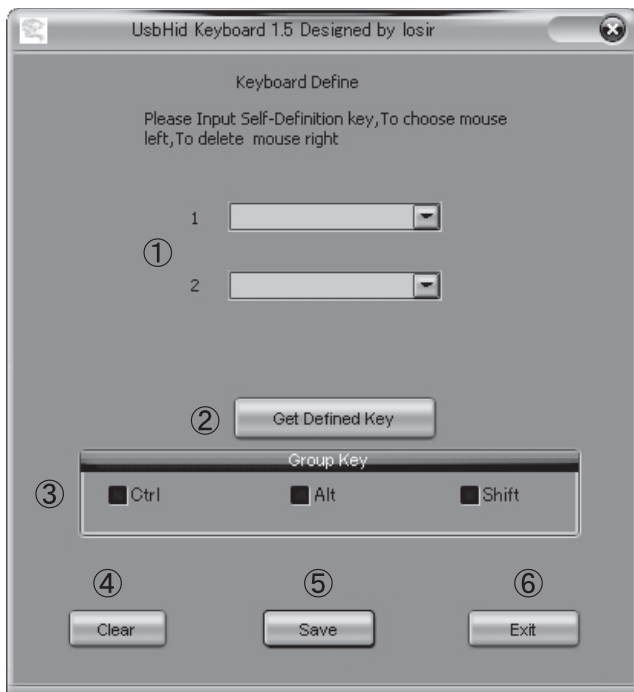 UsbHid Keyboard 1.5 Designed by losir
Keyboard Define
Please Input Self-Definition key,To choose mouse
left,To delete mouse right
1
①
2
② Get Defined Key
Group Key
③ Ctrl Alt Shift
④ ⑤ ⑥
Clear Save Exit